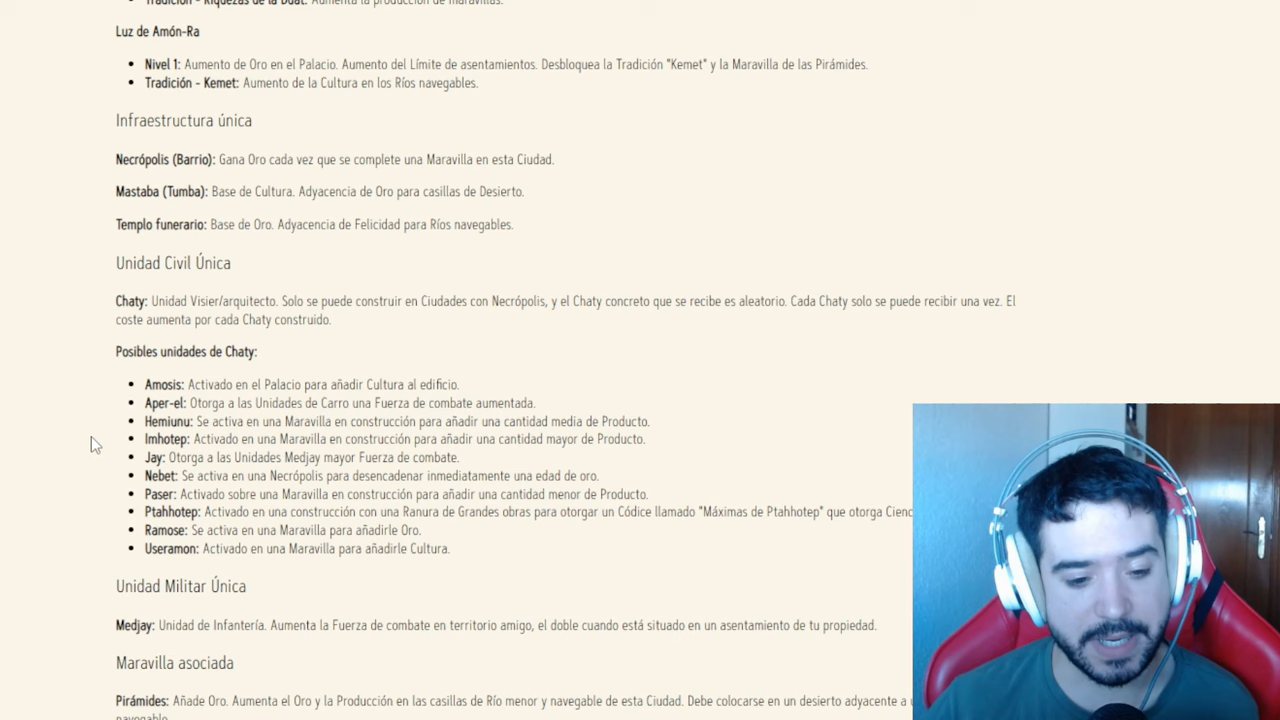 Tradición - Riquezas de la Duat: Aumenta la producción de maravillas.
Luz de Amón-Ra
Nivel 1: Aumento de Oro en el Palacio. Aumento del Límite de asentamientos. Desbloquea la Tradición "Kemet" y la Maravilla de las Pirámides.
Tradición - Kemet: Aumento de la Cultura en los Ríos navegables.
Infraestructura única
Necrópolis (Barrio): Gana Oro cada vez que se complete una Maravilla en esta Ciudad.
Mastaba (Tumba): Base de Cultura. Adyacencia de Oro para casillas de Desierto.
Templo funerario: Base de Oro. Adyacencia de Felicidad para Ríos navegables.
Unidad Civil Única
Chaty: Unidad Visier/arquitecto. Solo se puede construir en Ciudades con Necrópolis, y el Chaty concreto que se recibe es aleatorio. Cada Chaty solo se puede recibir una vez. El
coste aumenta por cada Chaty construido.
Posibles unidades de Chaty:
Amosis: Activado en el Palacio para añadir Cultura al edificio.
Aper-el: Otorga a las Unidades de Carro una Fuerza de combate aumentada.
Hemiunu: Se activa en una Maravilla en construcción para añadir una cantidad media de Producto.
Imhotep: Activado en una Maravilla en construcción para añadir una cantidad mayor de Producto.
Jay: Otorga a las Unidades Medjay mayor Fuerza de combate.
Nebet: Se activa en una Necrópolis para desencadenar inmediatamente una edad de oro.
Paser: Activado sobre una Maravilla en construcción para añadir una cantidad menor de Producto.
Ptahhotep: Activado en una construcción con una Ranura de Grandes obras para otorgar un Códice llamado "Máximas de Ptahhotep" que otorga Cienc
Ramose: Se activa en una Maravilla para añadirle Oro.
Useramon: Activado en una Maravilla para añadirle Cultura.
Unidad Militar Única
Medjay: Unidad de Infantería. Aumenta la Fuerza de combate en territorio amigo, el doble cuando está situado en un asentamiento de tu propiedad.
Maravilla asociada
Pirámides: Añade Oro. Aumenta el Oro y la Producción en las casillas de Río menor y navegable de esta Ciudad. Debe colocarse en un desierto adyacente a
navegable.